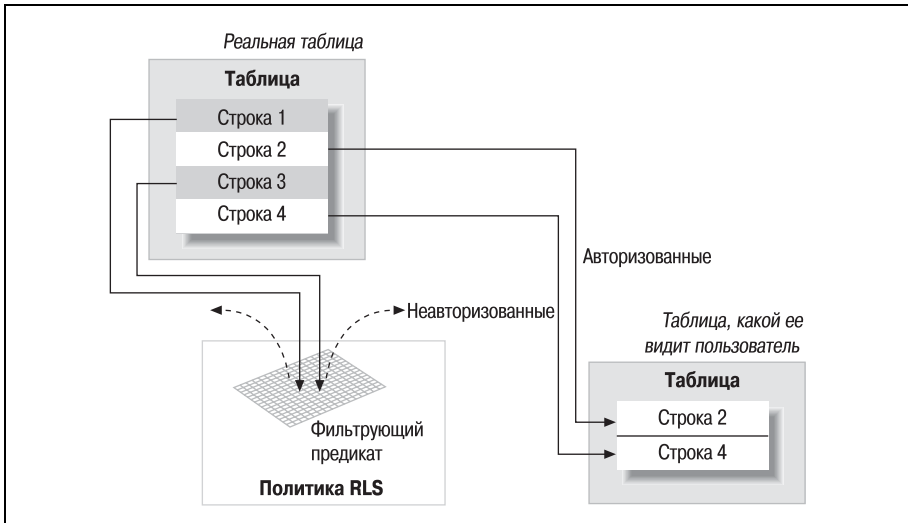 Реальная таблица
Таблица
Строка 1
Строка 2
Строка 3
Строка 4
Авторизованные
Неавторизованные
Таблица, какой ее
видит пользователь
Таблица
Строка 2
Строка 4
Фильтрующий
предикат
Политика RLS